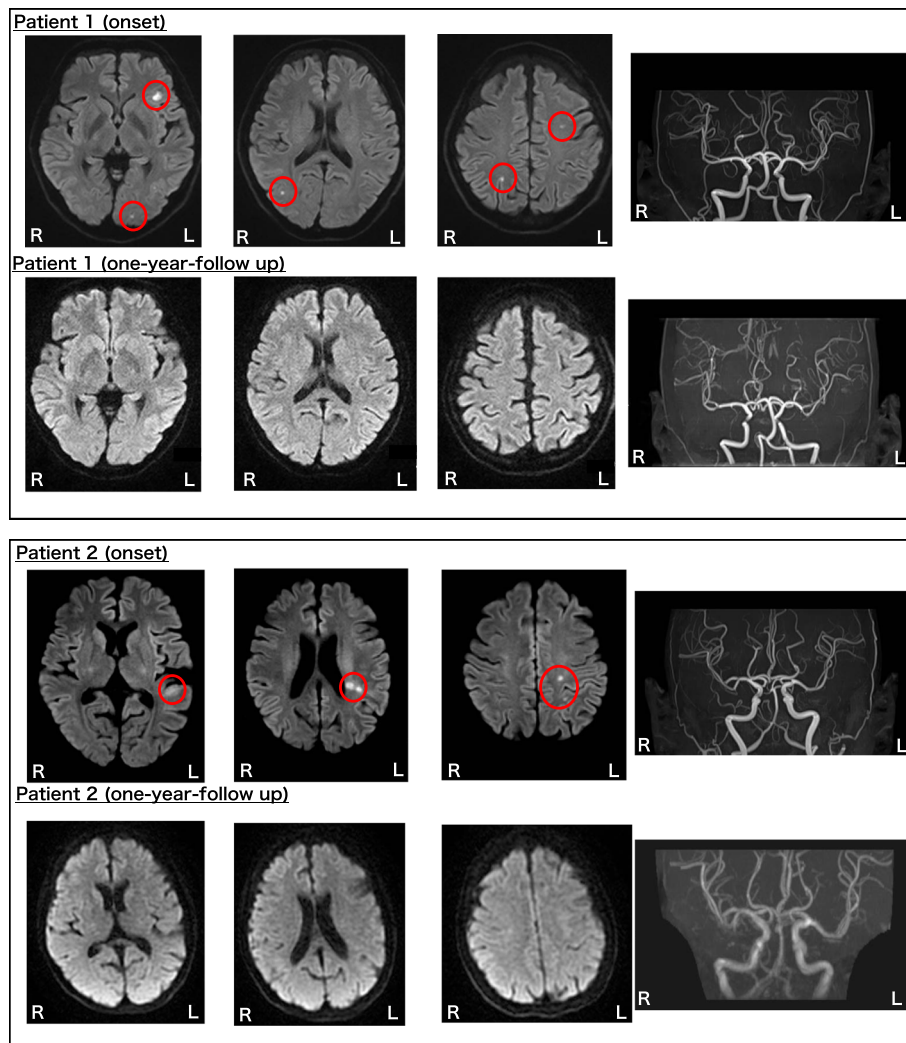 Patient 1 (onset)
R L R L R L R L
Patient 1 (one-year-follow up)
R L R L R L R L
Patient 2 (onset)
R L R L R L R L
Patient 2 (one-year-follow up)
R L R L R L R L